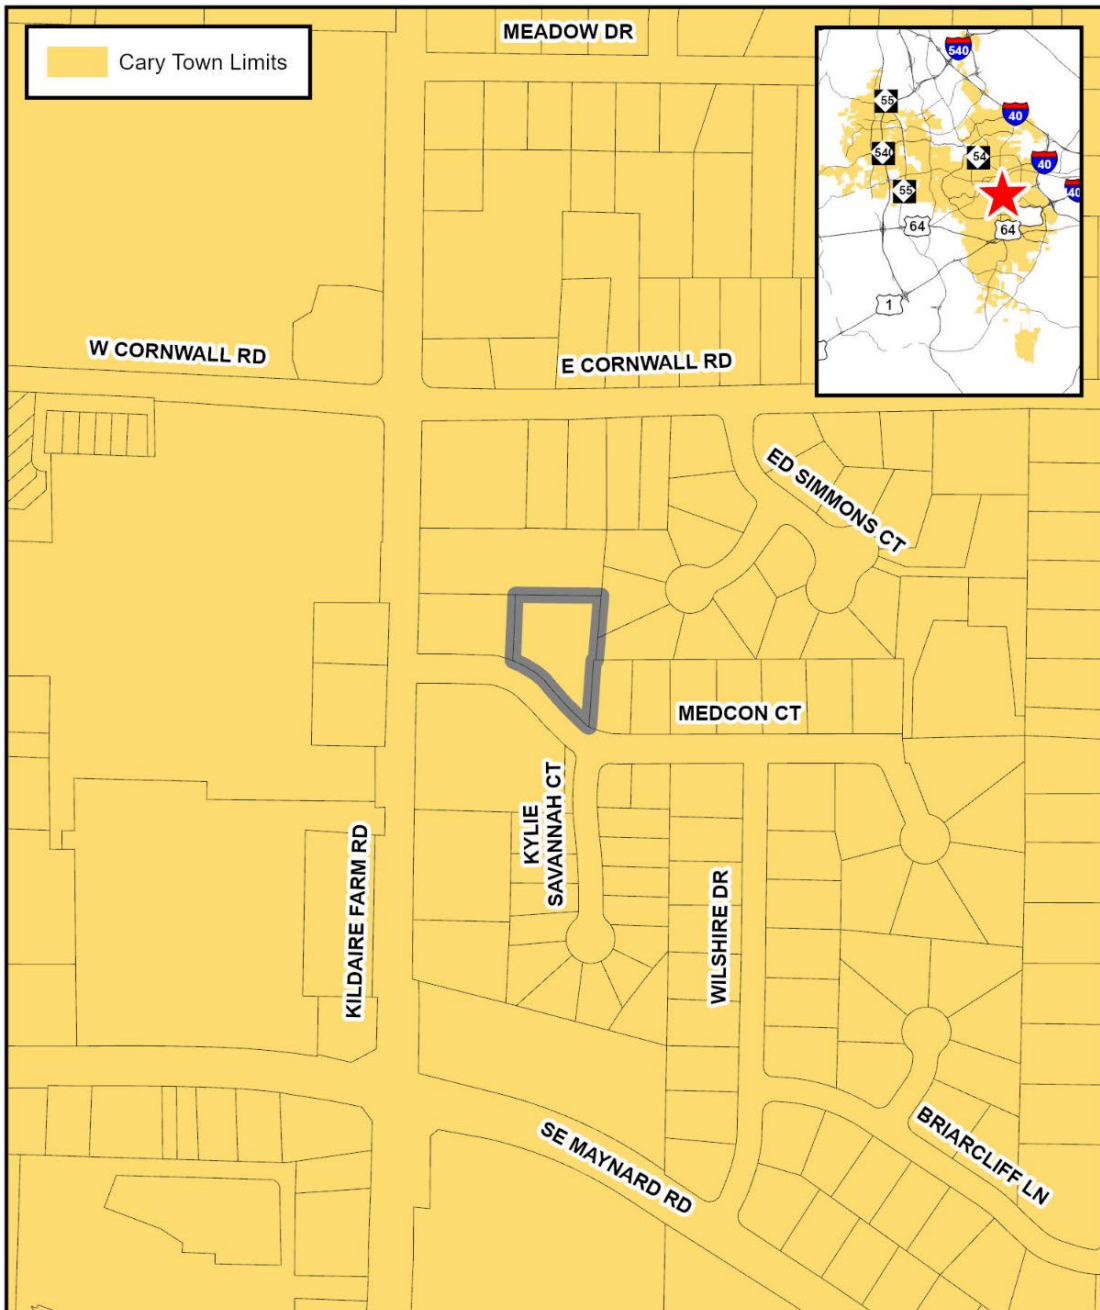 MEADOW DR
Cary Town Limits
540
55
40
540
54
40
40
55
64
64
1
W CORNWALL RD
E CORNWALL RD
ED SIMMONS CT
MEDCON CT
KYLIE
SAVANNAH CT
KILDAIRE FARM RD
WILSHIRE DR
SE MAYNARD RD
BRIARCLIFF LN